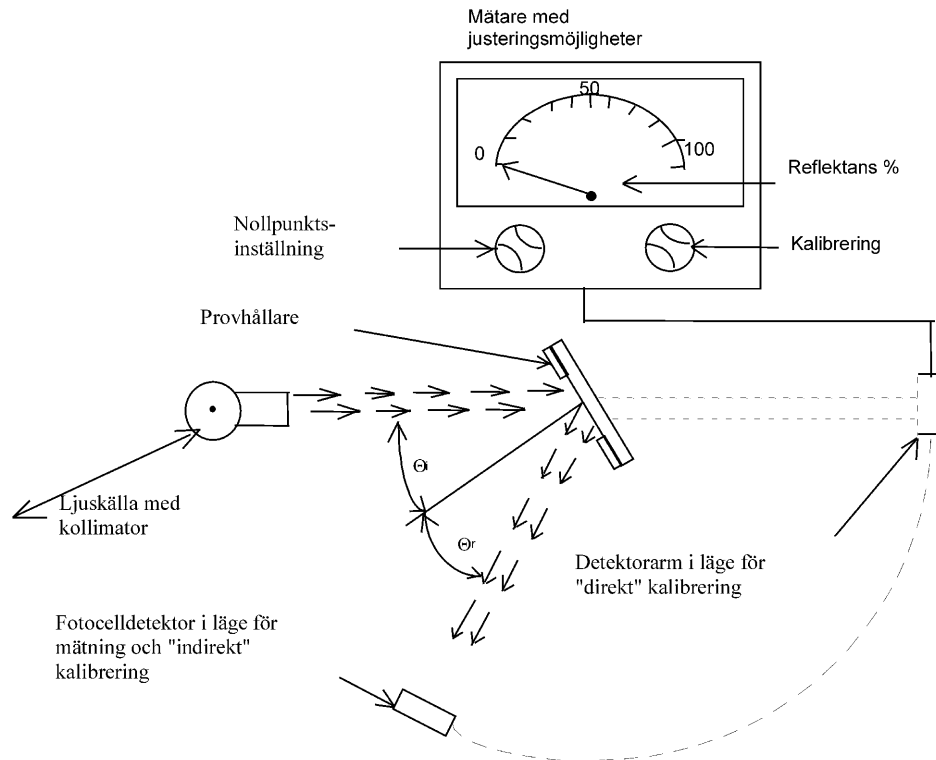 Mätare med
justeringsmöjligheter
50
0
100
Reflektans %
Nollpunkts-
inställning
Kalibrering
Provhållare
Θi
Ljuskälla med
kollimator
Θr
Detektorarm i läge för
"direkt" kalibrering
Fotocelldetektor i läge för
mätning och "indirekt"
kalibrering